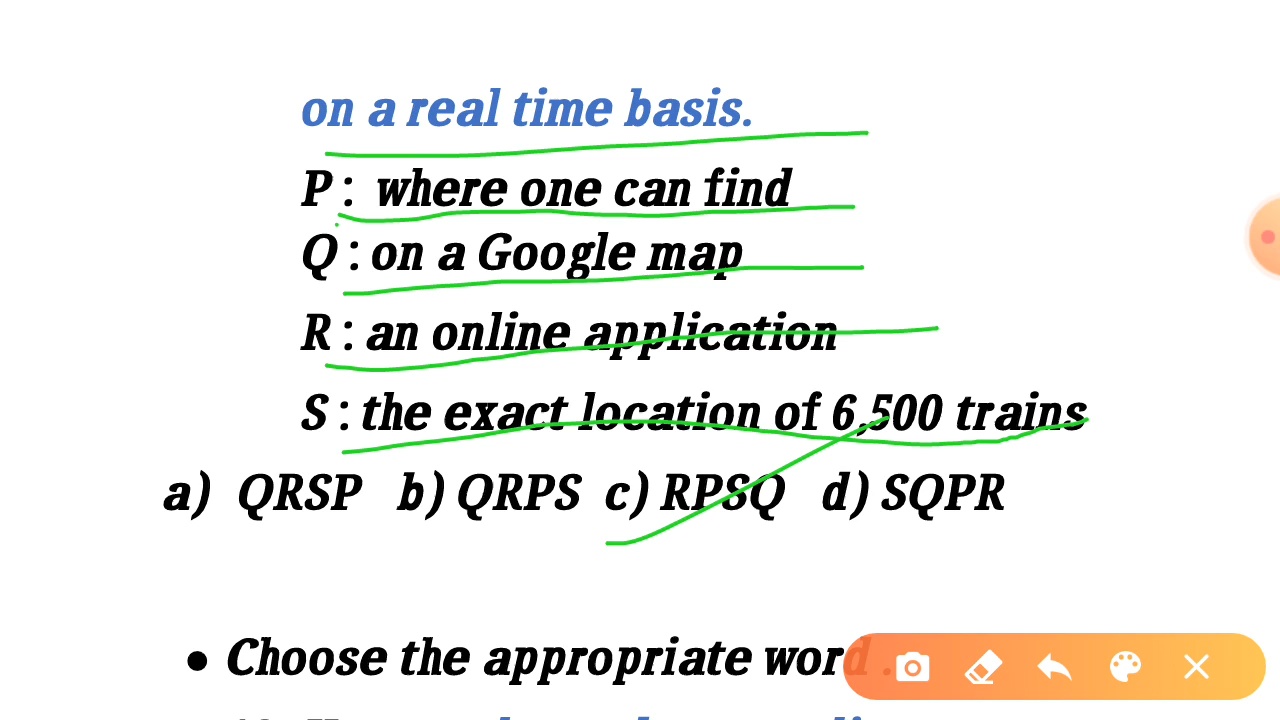 on a real time basis.
P : where one can find
Q : on a Google map
R : an online application
S : the exact location of 6,500 trains
a) QRSP b) QRPS c) RPSQ d) SQPR
• Choose the appropriate word .